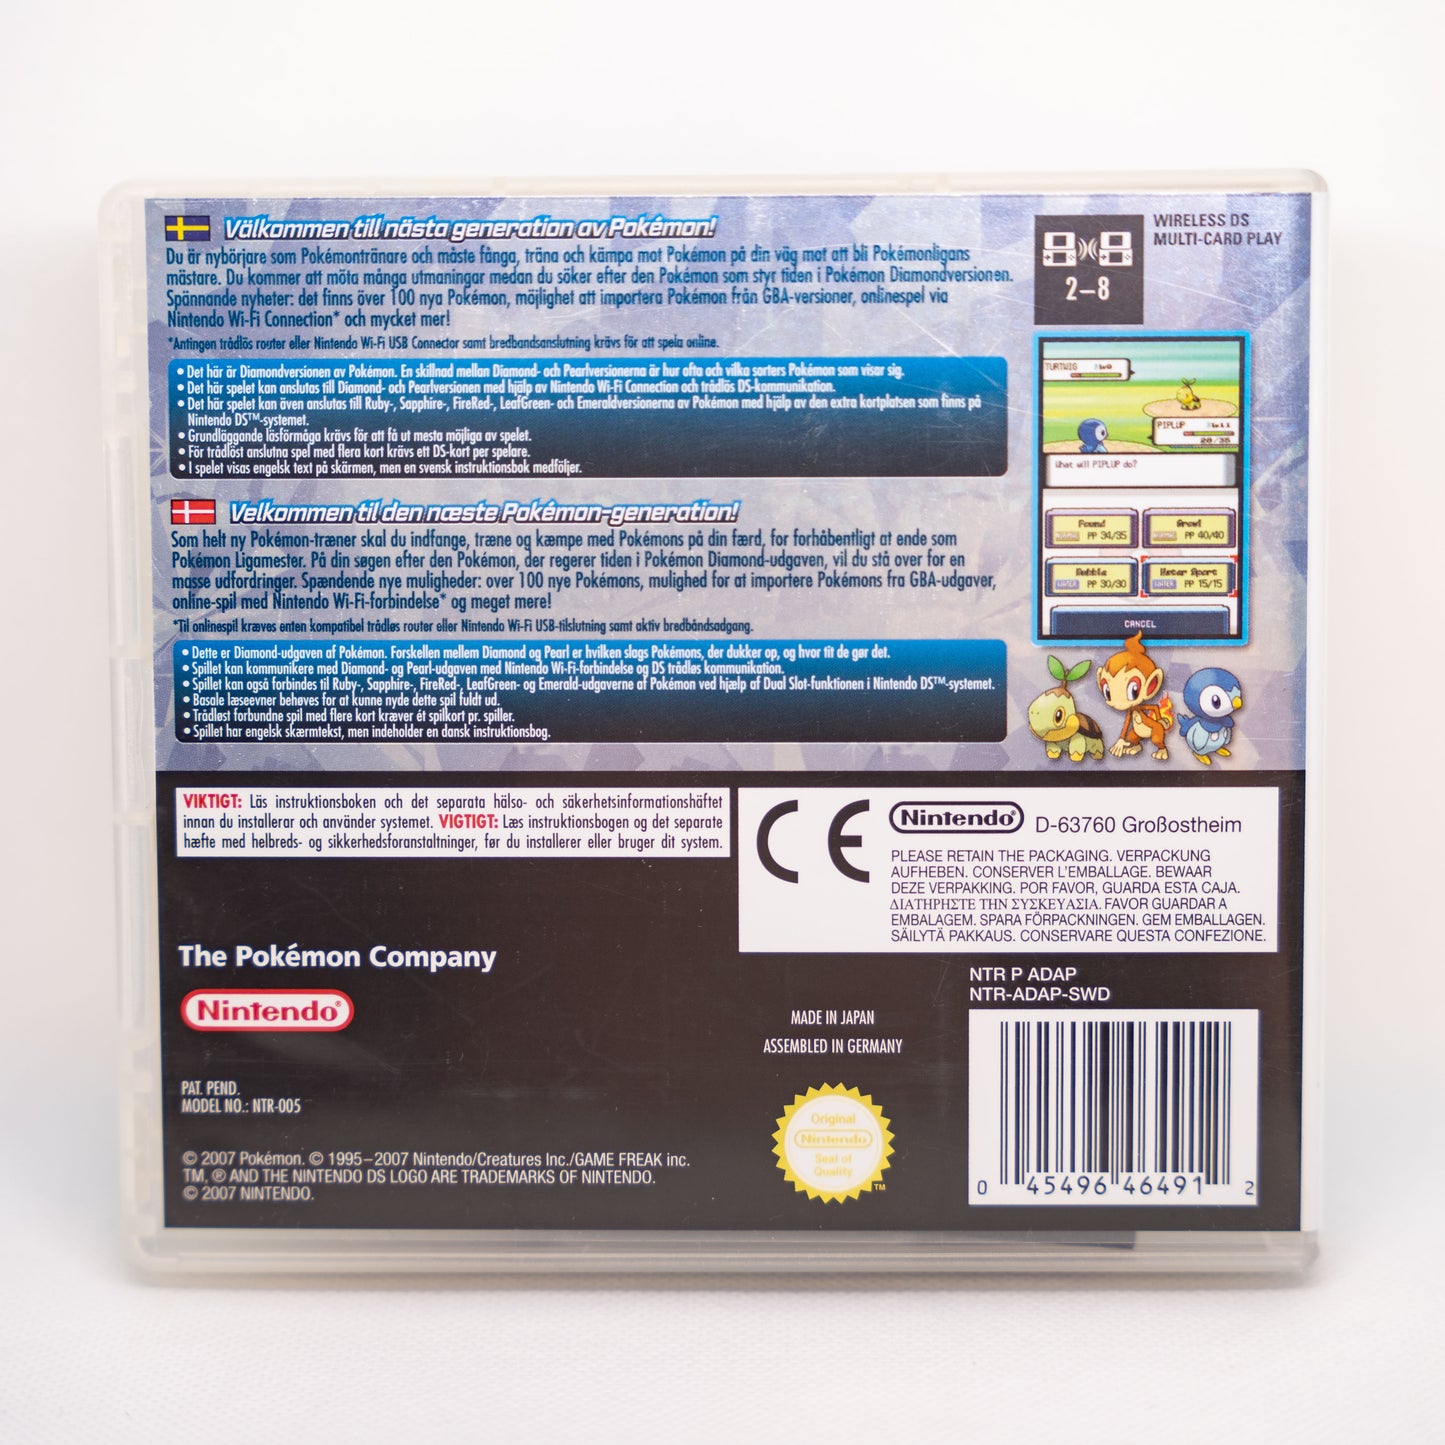 Välkommen till nästa generation av Pokémon!
Du är nybörjare som Pokémontränare och måste fånga, träna och kämpa mot Pokémon på din väg mot att bli Pokémonligans
mästare. Du kommer att möta många utmaningar medan du söker efter den Pokémon som styr tiden i Pokémon Diamondversionen.
Spännande nyheter: det finns över 100 nya Pokémon, möjlighet att importera Pokémon från GBA-versioner, onlinespel via
Nintendo Wi-Fi Connection* och mycket mer!
*Antingen trådlös router eller Nintendo Wi-Fi USB Connector samt bredbandsanslutning krävs för att spela online.
• Det här är Diamondversionen av Pokémon. En skillnad mellan Diamond- och Pearlversionerna är hur ofta och vilka sorters Pokémon som visar sig.
• Det här spelet kan anslutas till Diamond- och Pearlversionen med hjälp av Nintendo Wi-Fi Connection och trådlös DS-kommunikation.
• Det här spelet kan även anslutas till Ruby-, Sapphire-, FireRed-, LeafGreen- och Emeraldversionerna av Pokémon med hjälp av den extra kortplatsen som finns på
Nintendo DS™-systemet.
• Grundläggande läsförmåga krävs för att få ut mesta möjliga av spelet.
• För trådlöst anslutna spel med flera kort krävs ett DS-kort per spelare.
• I spelet visas engelsk text på skärmen, men en svensk instruktionsbok medföljer.
Velkommen til den næste Pokémon-generation!
Som helt ny Pokémon-træner skal du indfange, træne og kæmpe med Pokémons på din færd, for forhåbentligt at ende som
Pokémon Ligamester. På din søgen efter den Pokémon, der regerer tiden i Pokémon Diamond-udgaven, vil du stå over for en
masse udfordringer. Spændende nye muligheder: over 100 nye Pokémons, mulighed for at importere Pokémons fra GBA-udgaver,
online-spil med Nintendo Wi-Fi-forbindelse* og meget mere!
*Til onlinespil kræves enten kompatibel trådløs router eller Nintendo Wi-Fi USB-tilslutning samt aktiv bredbåndsadgang.
• Dette er Diamond-udgaven af Pokémon. Forskellen mellem Diamond og Pearl er hvilken slags Pokémons, der dukker op, og hvor tit de gør det.
• Spillet kan kommunikere med Diamond- og Pearl-udgaven med Nintendo Wi-Fi-forbindelse og DS trådløs kommunikation.
• Spillet kan også forbindes til Ruby-, Sapphire-, FireRed-, LeafGreen- og Emerald-udgaverne af Pokémon ved hjælp af Dual Slot-funktionen i Nintendo DS™-systemet.
• Basale læseevner behøves for at kunne nyde dette spil fuldt ud.
• Trådløst forbundne spil med flere kort kræver ét spilkort pr. spiller.
• Spillet har engelsk skærmtekst, men indeholder en dansk instruktionsbog.
2–8
WIRELESS DS
MULTI-CARD PLAY
TURTWIG
PIPLUP
20/35
What will PIPLUP do?
Pound
PP 34/35
Growl
PP 40/40
Bubble
WATER PP 30/30
Water Sport
WATER PP 15/15
CANCEL
VIKTIGT: Läs instruktionsboken och det separata hälso- och säkerhetsinformationshäftet
innan du installerar och använder systemet. VIGTIGT: Læs instruktionsbogen og det separate
hæfte med helbreds- og sikkerhedsforanstaltninger, før du installerer eller bruger dit system.
CE
Nintendo® D-63760 Großostheim
PLEASE RETAIN THE PACKAGING. VERPACKUNG
AUFHEBEN. CONSERVER L'EMBALLAGE. BEWAAR
DEZE VERPAKKING. POR FAVOR, GUARDA ESTA CAJA.
ΔΙΑΤΗΡΗΣΤΕ ΤΗΝ ΣΥΣΚΕΥΑΣΙΑ. FAVOR GUARDAR A
EMBALAGEM. SPARA FÖRPACKNINGEN. GEM EMBALLAGEN.
SÄILYTÄ PAKKAUS. CONSERVARE QUESTA CONFEZIONE.
The Pokémon Company
Nintendo®
PAT. PEND.
MODEL NO.: NTR-005
© 2007 Pokémon. © 1995–2007 Nintendo/Creatures Inc./GAME FREAK inc.
TM, ® AND THE NINTENDO DS LOGO ARE TRADEMARKS OF NINTENDO.
© 2007 NINTENDO.
MADE IN JAPAN
ASSEMBLED IN GERMANY
Original
Nintendo
Seal of
Quality
TM
NTR P ADAP
NTR-ADAP-SWD
0 45496 46491 2